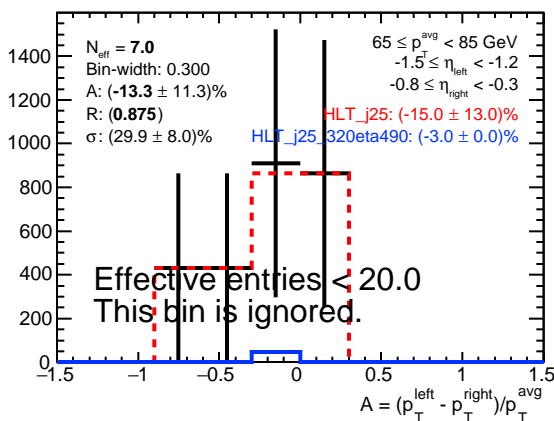 N_eff = 7.0
Bin-width: 0.300
A: (-13.3 ± 11.3)%
R: (0.875)
σ: (29.9 ± 8.0)%
65 ≤ p_T^avg < 85 GeV
-1.5 ≤ η_left < -1.2
-0.8 ≤ η_right < -0.3
HLT_j25: (-15.0 ± 13.0)%
HLT_j25_320eta490: (-3.0 ± 0.0)%
Effective entries < 20.0
This bin is ignored.
1400
1200
1000
800
600
400
200
0
−1.5 −1 −0.5 0 0.5 1 1.5
A = (p_T^left - p_T^right)/p_T^avg